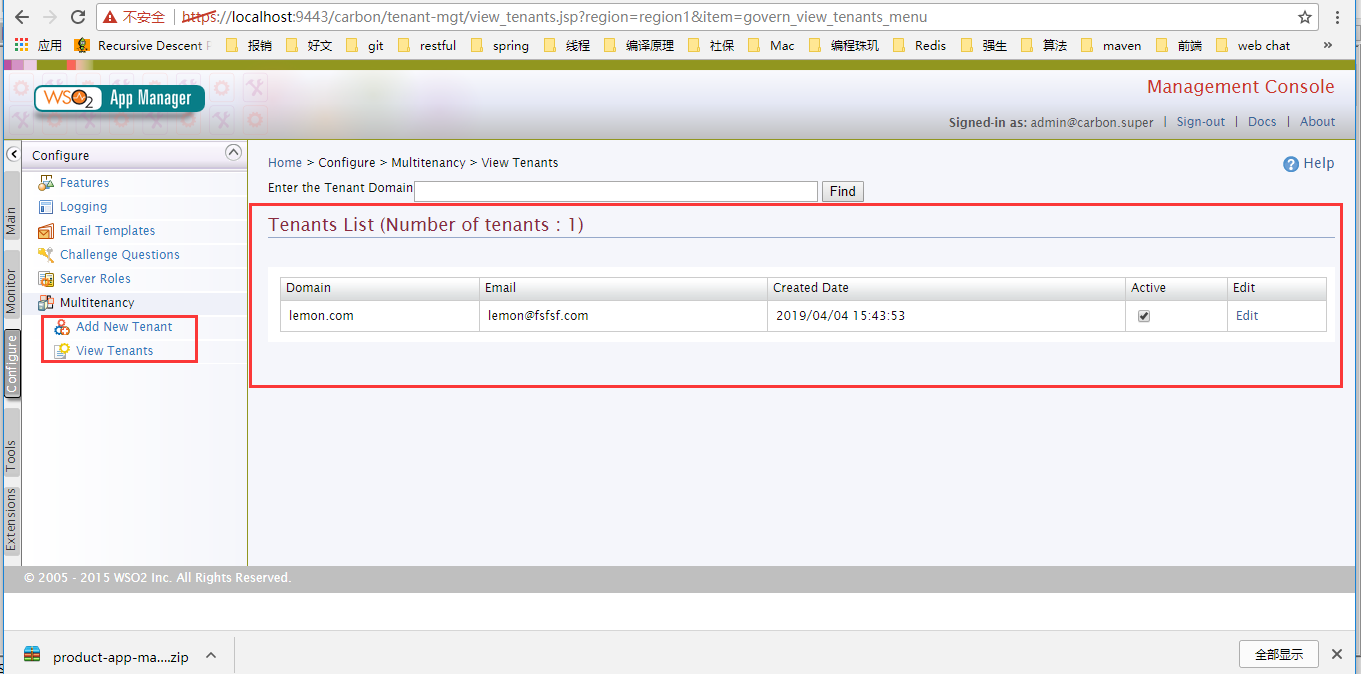 不安全 https://localhost:9443/carbon/tenant-mgt/view_tenants.jsp?region=region1&item=govern_view_tenants_menu
应用 Recursive Descent 报销 好文 git restful spring 线程 编译原理 社保 Mac 编程珠玑 Redis 强生 算法 maven 前端 web chat »
WSO2 App Manager
Management Console
Signed-in as: admin@carbon.super | Sign-out | Docs | About
Main
Monitor
Configure
Tools
Extensions
Configure
Features
Logging
Email Templates
Challenge Questions
Server Roles
Multitenancy
Add New Tenant
View Tenants
Home > Configure > Multitenancy > View Tenants
Help
Enter the Tenant Domain Find
Tenants List (Number of tenants : 1)
Domain Email Created Date Active Edit
lemon.com lemon@fsfsf.com 2019/04/04 15:43:53 Edit
© 2005 - 2015 WSO2 Inc. All Rights Reserved.
product-app-ma....zip
全部显示